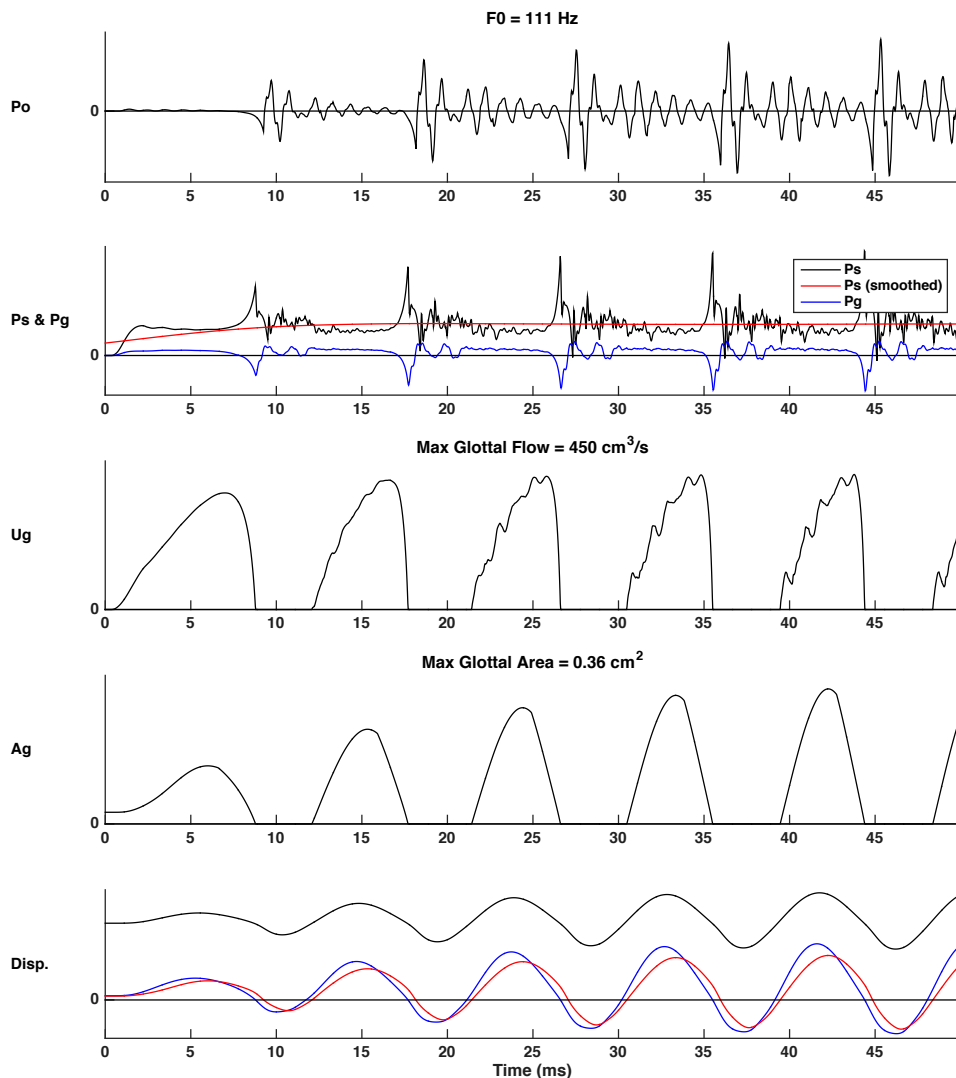 F0 = 111 Hz
Po
0
0 5 10 15 20 25 30 35 40 45
Ps & Pg
0
Ps
Ps (smoothed)
Pg
0 5 10 15 20 25 30 35 40 45
Max Glottal Flow = 450 cm³/s
Ug
0
0 5 10 15 20 25 30 35 40 45
Max Glottal Area = 0.36 cm²
Ag
0
0 5 10 15 20 25 30 35 40 45
Disp.
0
0 5 10 15 20 25 30 35 40 45
Time (ms)